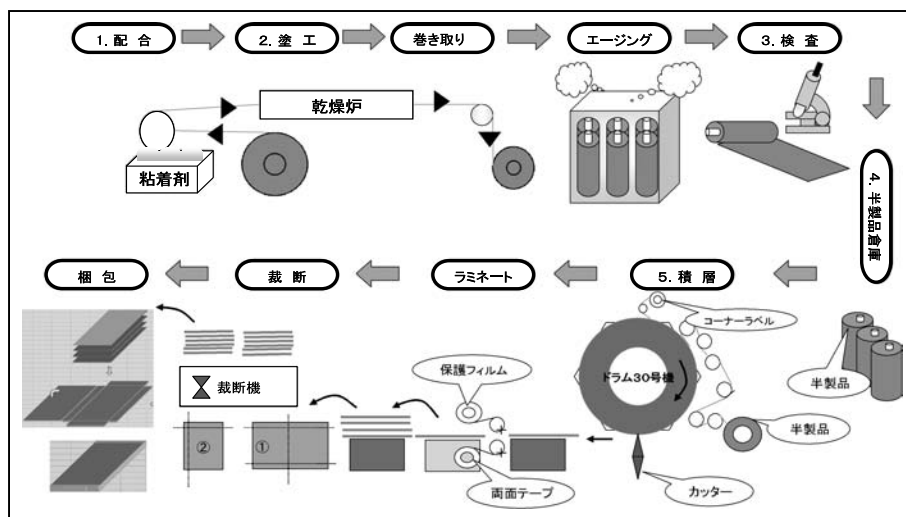 1. 配 合
2. 塗 工
巻き取り
エージング
3. 検 査
乾燥炉
粘着剤
4. 半製品倉庫
梱 包
裁 断
ラミネート
5. 積 層
コーナーラベル
保護フィルム
ドラム30号機
半製品
裁断機
半製品
②
①
両面テープ
カッター